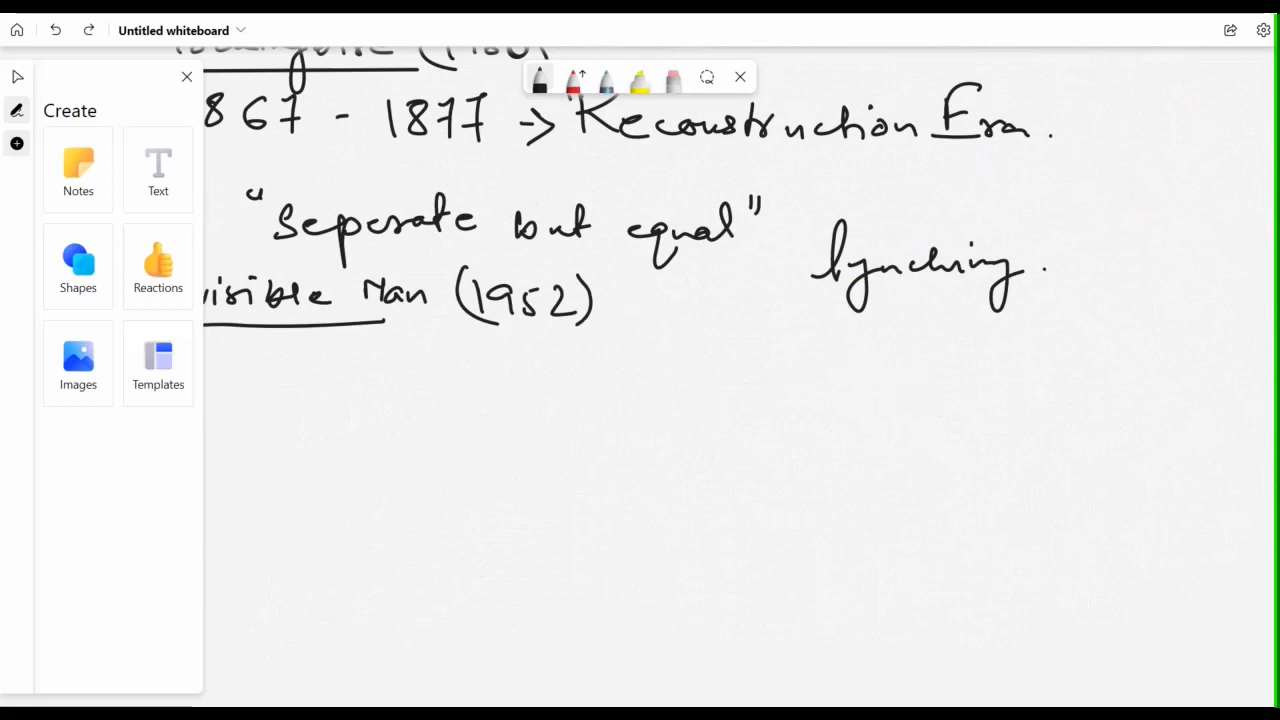 Untitled whiteboard
Create
Notes
Text
Shapes
Reactions
Images
Templates
867 - 1877 -> Reconstruction Era.
"Seperate but equal"
lynching.
visible Man (1952)